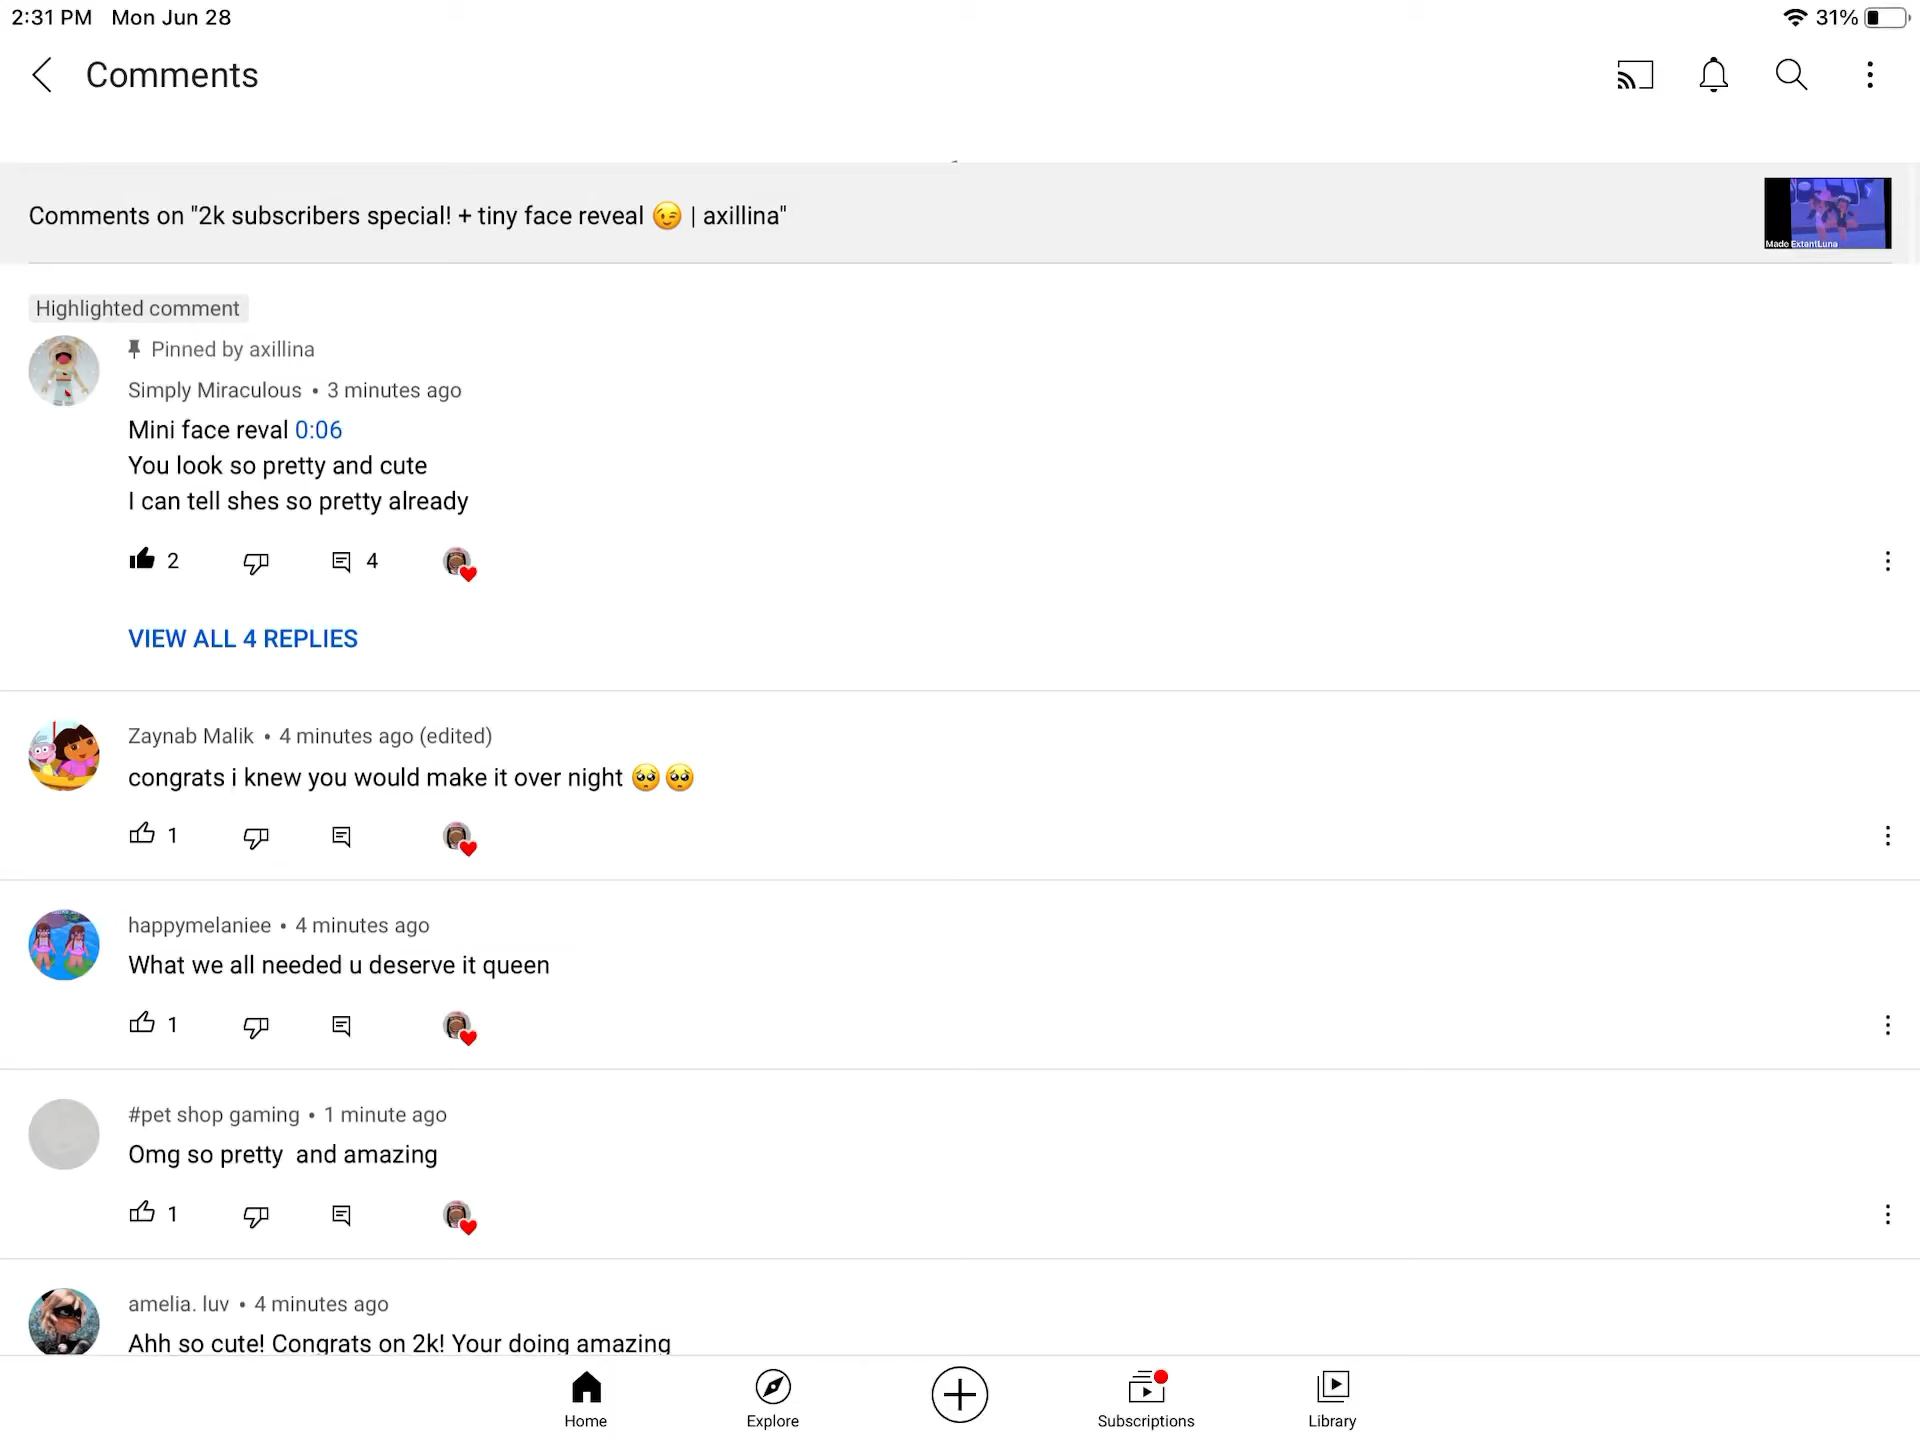 2:31 PM Mon Jun 28 31%
Comments
Comments on "2k subscribers special! + tiny face reveal 😉 | axillina"
Made ExtentLuna
Highlighted comment
Pinned by axillina
Simply Miraculous • 3 minutes ago
Mini face reval 0:06
You look so pretty and cute
I can tell shes so pretty already
2 4
VIEW ALL 4 REPLIES
Zaynab Malik • 4 minutes ago (edited)
congrats i knew you would make it over night 🥺🥺
1
happymelaniee • 4 minutes ago
What we all needed u deserve it queen
1
#pet shop gaming • 1 minute ago
Omg so pretty  and amazing
1
amelia. luv • 4 minutes ago
Ahh so cute! Congrats on 2k! Your doing amazing
Home Explore Subscriptions Library